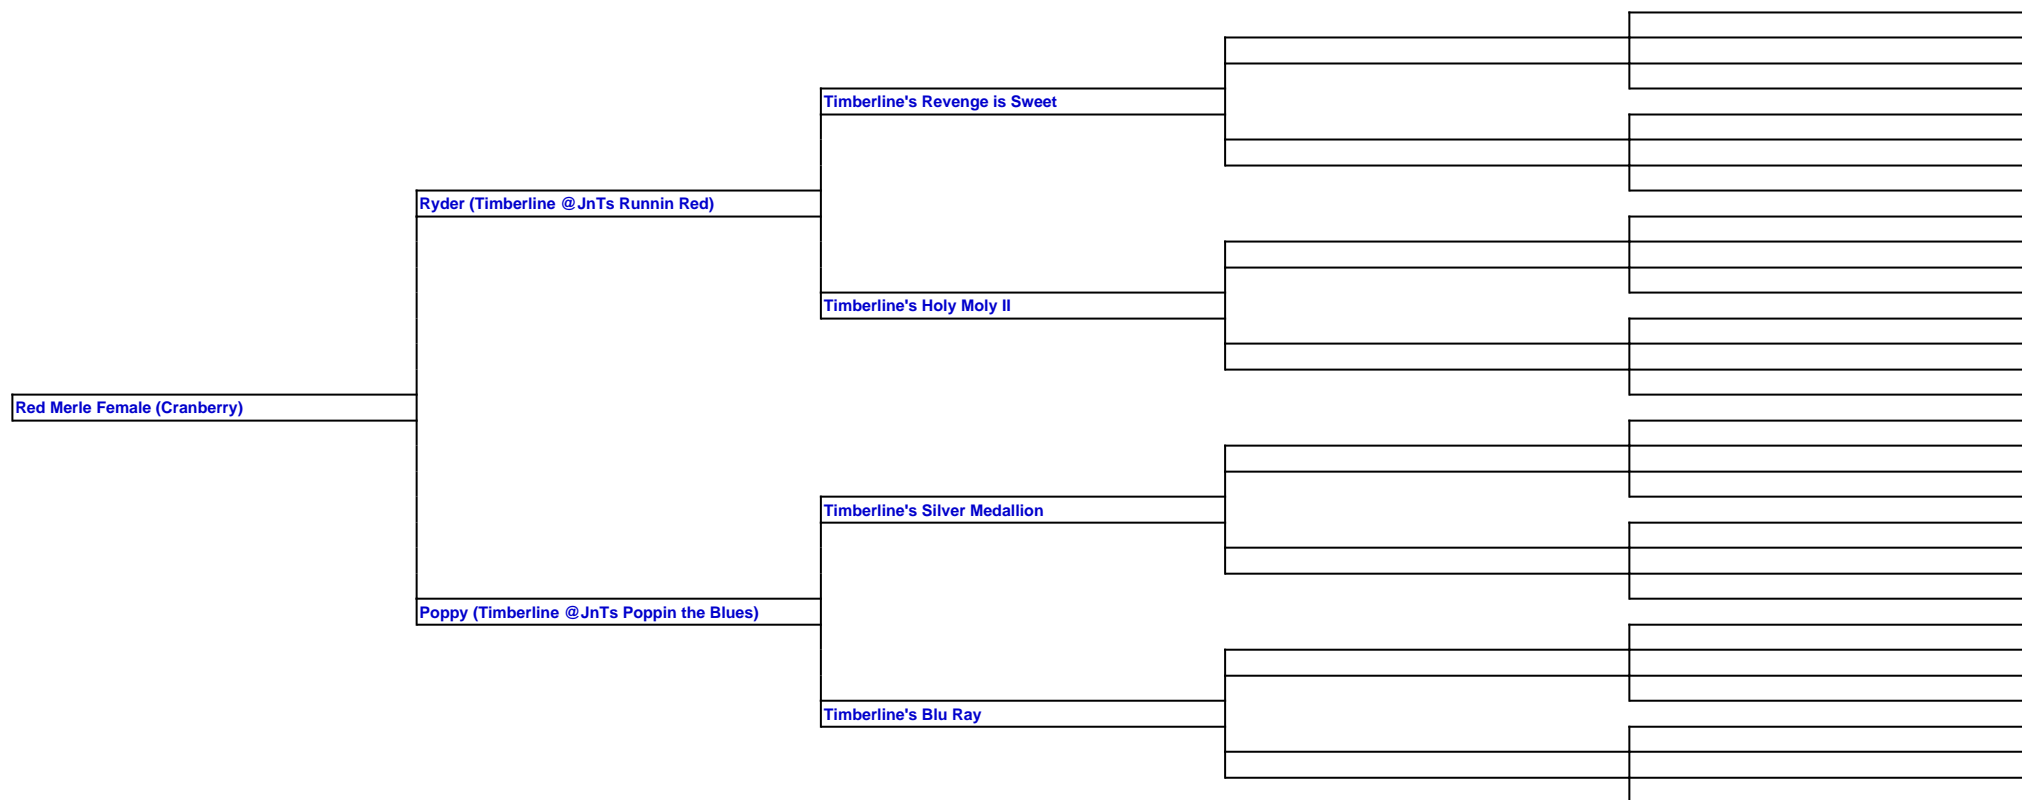 Timberline's Revenge is Sweet
Ryder (Timberline @JnTs Runnin Red)
Timberline's Holy Moly II
Red Merle Female (Cranberry)
Timberline's Silver Medallion
Poppy (Timberline @JnTs Poppin the Blues)
Timberline's Blu Ray